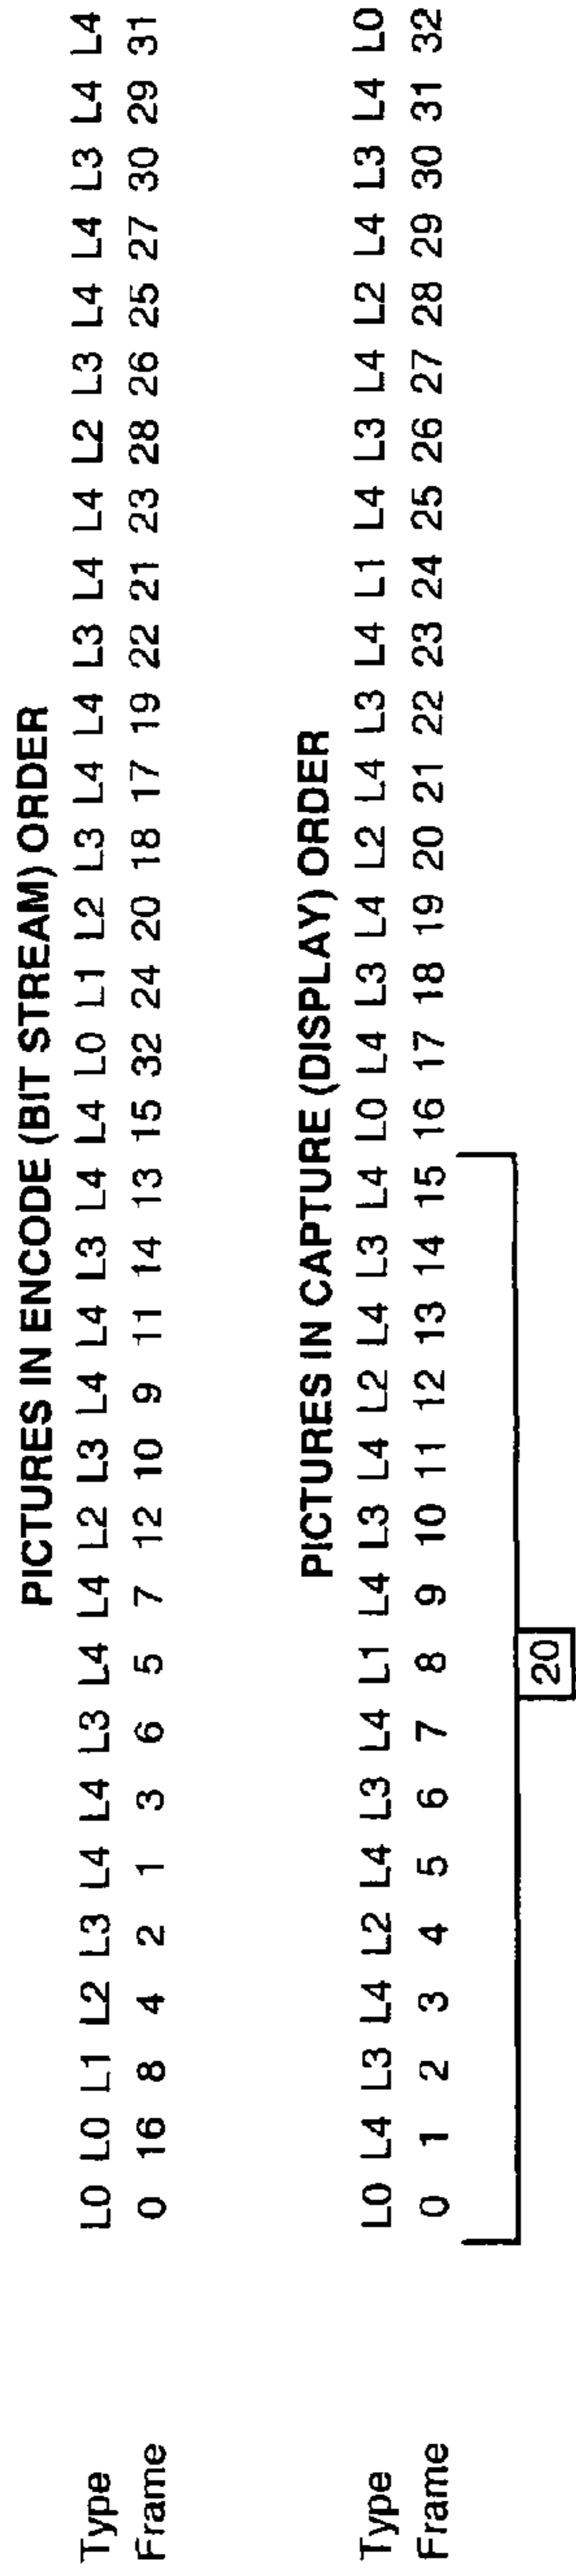 PICTURES IN ENCODE (BIT STREAM) ORDER
Type L0 L0 L1 L2 L3 L4 L4 L3 L4 L4 L2 L3 L4 L4 L3 L4 L4 L0 L1 L2 L3 L4 L4 L3 L4 L4 L2 L3 L4 L4 L3 L4 L4
Frame 0 16 8 4 2 1 3 6 5 7 12 10 9 11 14 13 15 32 24 20 18 17 19 22 21 23 28 26 25 27 30 29 31
PICTURES IN CAPTURE (DISPLAY) ORDER
Type L0 L4 L3 L4 L2 L4 L3 L4 L1 L4 L3 L4 L2 L4 L3 L4 L0 L4 L3 L4 L2 L4 L3 L4 L1 L4 L3 L4 L2 L4 L3 L4 L0
Frame 0 1 2 3 4 5 6 7 8 9 10 11 12 13 14 15 16 17 18 19 20 21 22 23 24 25 26 27 28 29 30 31 32
20